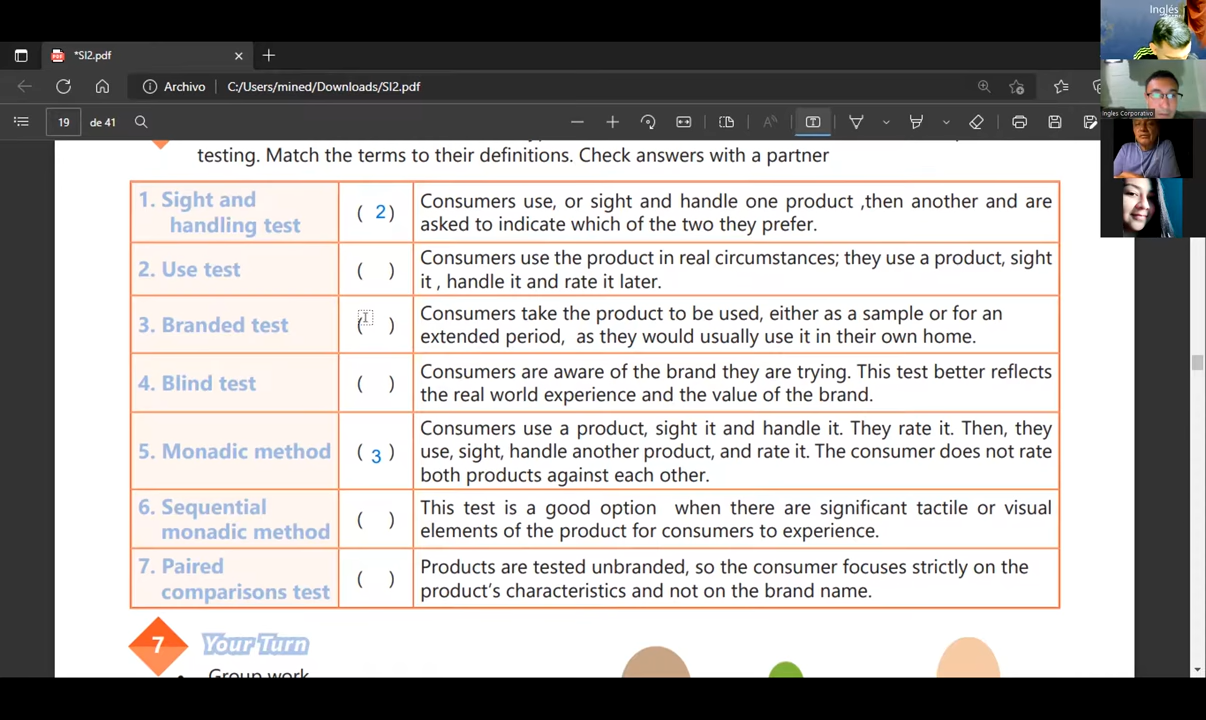 Inglés
*SI2.pdf
Archivo
C:/Users/mined/Downloads/SI2.pdf
19
de 41
Ingles Corporativo
testing. Match the terms to their definitions. Check answers with a partner
1. Sight and
handling test
( 2 )
Consumers use, or sight and handle one product ,then another and are
asked to indicate which of the two they prefer.
2. Use test
( )
Consumers use the product in real circumstances; they use a product, sight
it , handle it and rate it later.
3. Branded test
( )
Consumers take the product to be used, either as a sample or for an
extended period, as they would usually use it in their own home.
4. Blind test
( )
Consumers are aware of the brand they are trying. This test better reflects
the real world experience and the value of the brand.
5. Monadic method
( 3 )
Consumers use a product, sight it and handle it. They rate it. Then, they
use, sight, handle another product, and rate it. The consumer does not rate
both products against each other.
6. Sequential
monadic method
( )
This test is a good option when there are significant tactile or visual
elements of the product for consumers to experience.
7. Paired
comparisons test
( )
Products are tested unbranded, so the consumer focuses strictly on the
product's characteristics and not on the brand name.
7
Your Turn
Group work